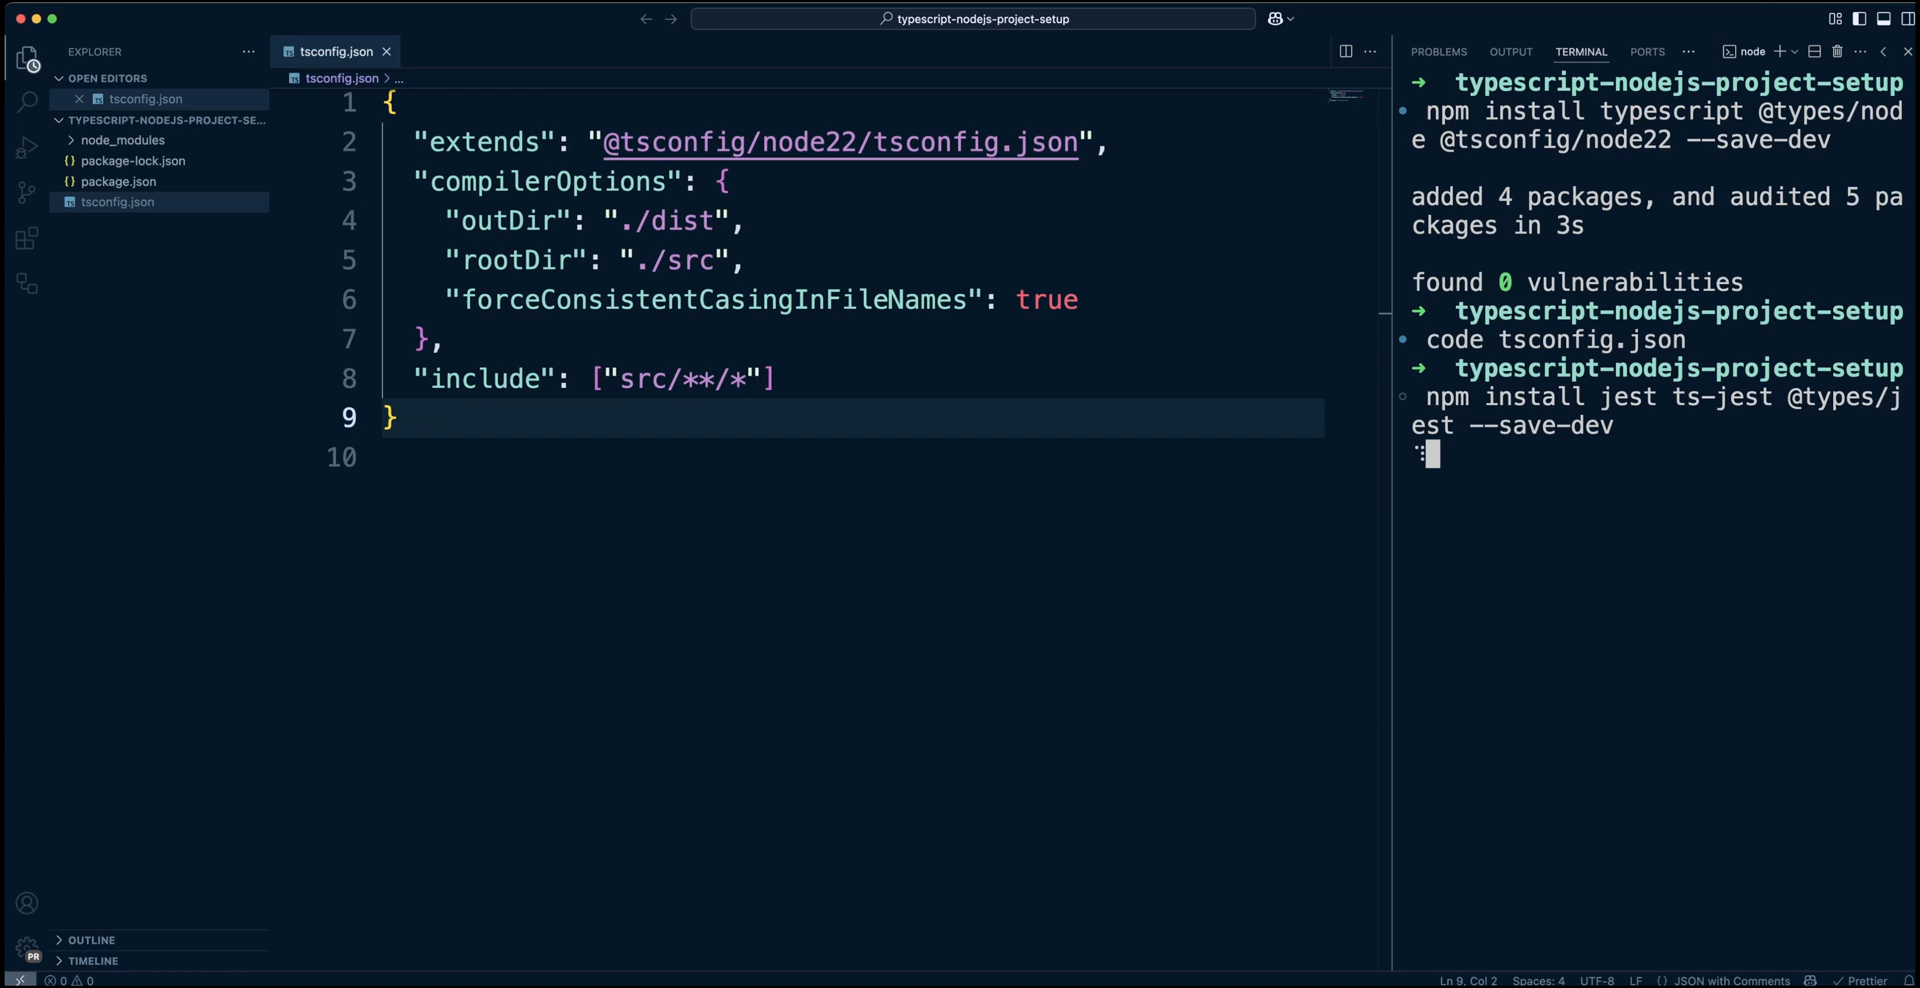 typescript-nodejs-project-setup
EXPLORER
OPEN EDITORS
tsconfig.json
TYPESCRIPT-NODEJS-PROJECT-SE...
node_modules
{} package-lock.json
{} package.json
tsconfig.json
OUTLINE
TIMELINE
tsconfig.json
tsconfig.json > ...
1 {
2 "extends": "@tsconfig/node22/tsconfig.json",
3 "compilerOptions": {
4 "outDir": "./dist",
5 "rootDir": "./src",
6 "forceConsistentCasingInFileNames": true
7 },
8 "include": ["src/**/*"]
9 }
10
PROBLEMS OUTPUT TERMINAL PORTS ... node
→ typescript-nodejs-project-setup
npm install typescript @types/nod
e @tsconfig/node22 --save-dev
added 4 packages, and audited 5 pa
ckages in 3s
found 0 vulnerabilities
→ typescript-nodejs-project-setup
code tsconfig.json
→ typescript-nodejs-project-setup
npm install jest ts-jest @types/j
est --save-dev
PR
0 0
Ln 9, Col 2 Spaces: 4 UTF-8 LF {} JSON with Comments Prettier